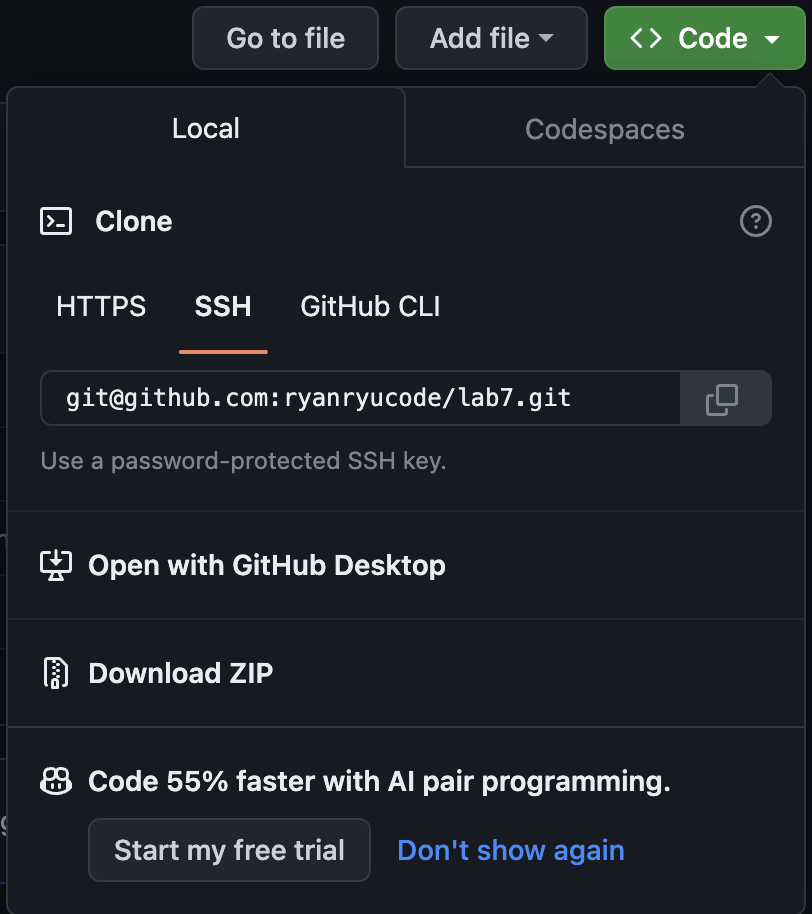 Go to file Add file <> Code
Local Codespaces
Clone ?
HTTPS SSH GitHub CLI
git@github.com:ryanryucode/lab7.git
Use a password-protected SSH key.
Open with GitHub Desktop
Download ZIP
Code 55% faster with AI pair programming.
Start my free trial Don't show again